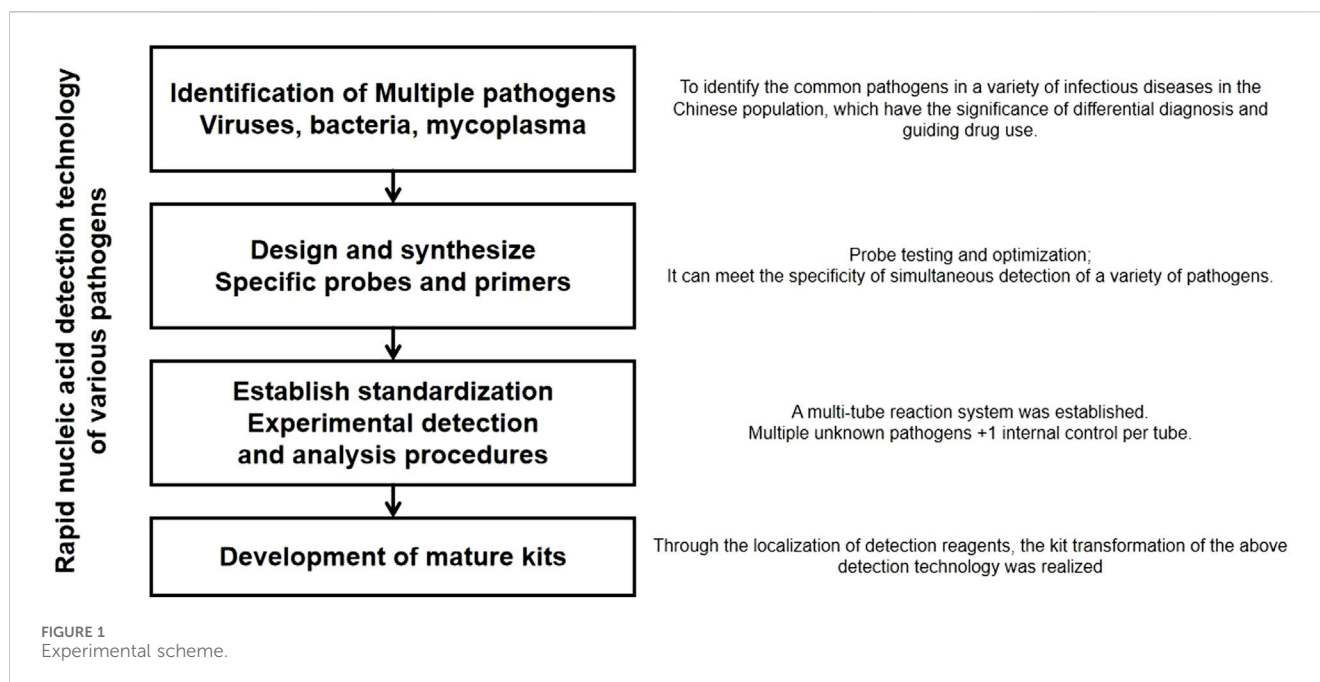 Rapid nucleic acid detection technology
of various pathogens
Identification of Multiple pathogens
Viruses, bacteria, mycoplasma
To identify the common pathogens in a variety of infectious diseases in the
Chinese population, which have the significance of differential diagnosis and
guiding drug use.
Design and synthesize
Specific probes and primers
Probe testing and optimization;
It can meet the specificity of simultaneous detection of a variety of pathogens.
Establish standardization
Experimental detection
and analysis procedures
A multi-tube reaction system was established.
Multiple unknown pathogens +1 internal control per tube.
Development of mature kits
Through the localization of detection reagents, the kit transformation of the above
detection technology was realized
FIGURE 1
Experimental scheme.